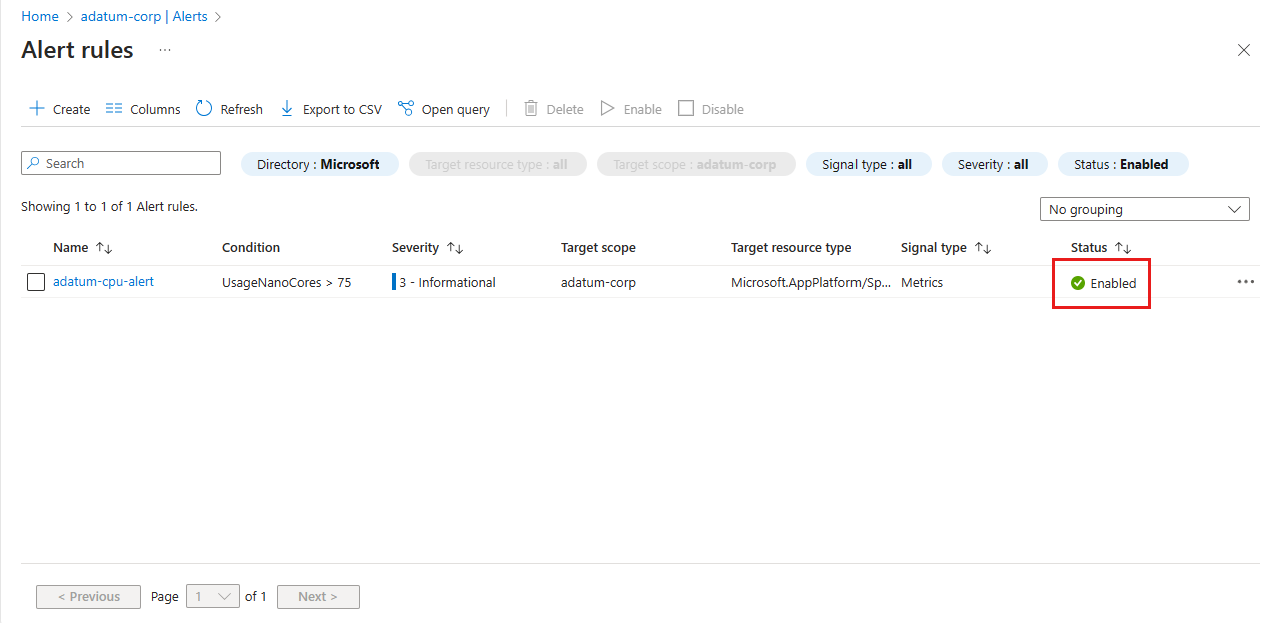 Home > adatum-corp | Alerts >
Alert rules ...
Create Columns Refresh Export to CSV Open query Delete Enable Disable
Search Directory : Microsoft Target resource type : all Target scope : adatum-corp Signal type : all Severity : all Status : Enabled
Showing 1 to 1 of 1 Alert rules.
No grouping
Name Condition Severity Target scope Target resource type Signal type Status
adatum-cpu-alert UsageNanoCores > 75 3 - Informational adatum-corp Microsoft.AppPlatform/Sp... Metrics Enabled ...
< Previous Page 1 of 1 Next >